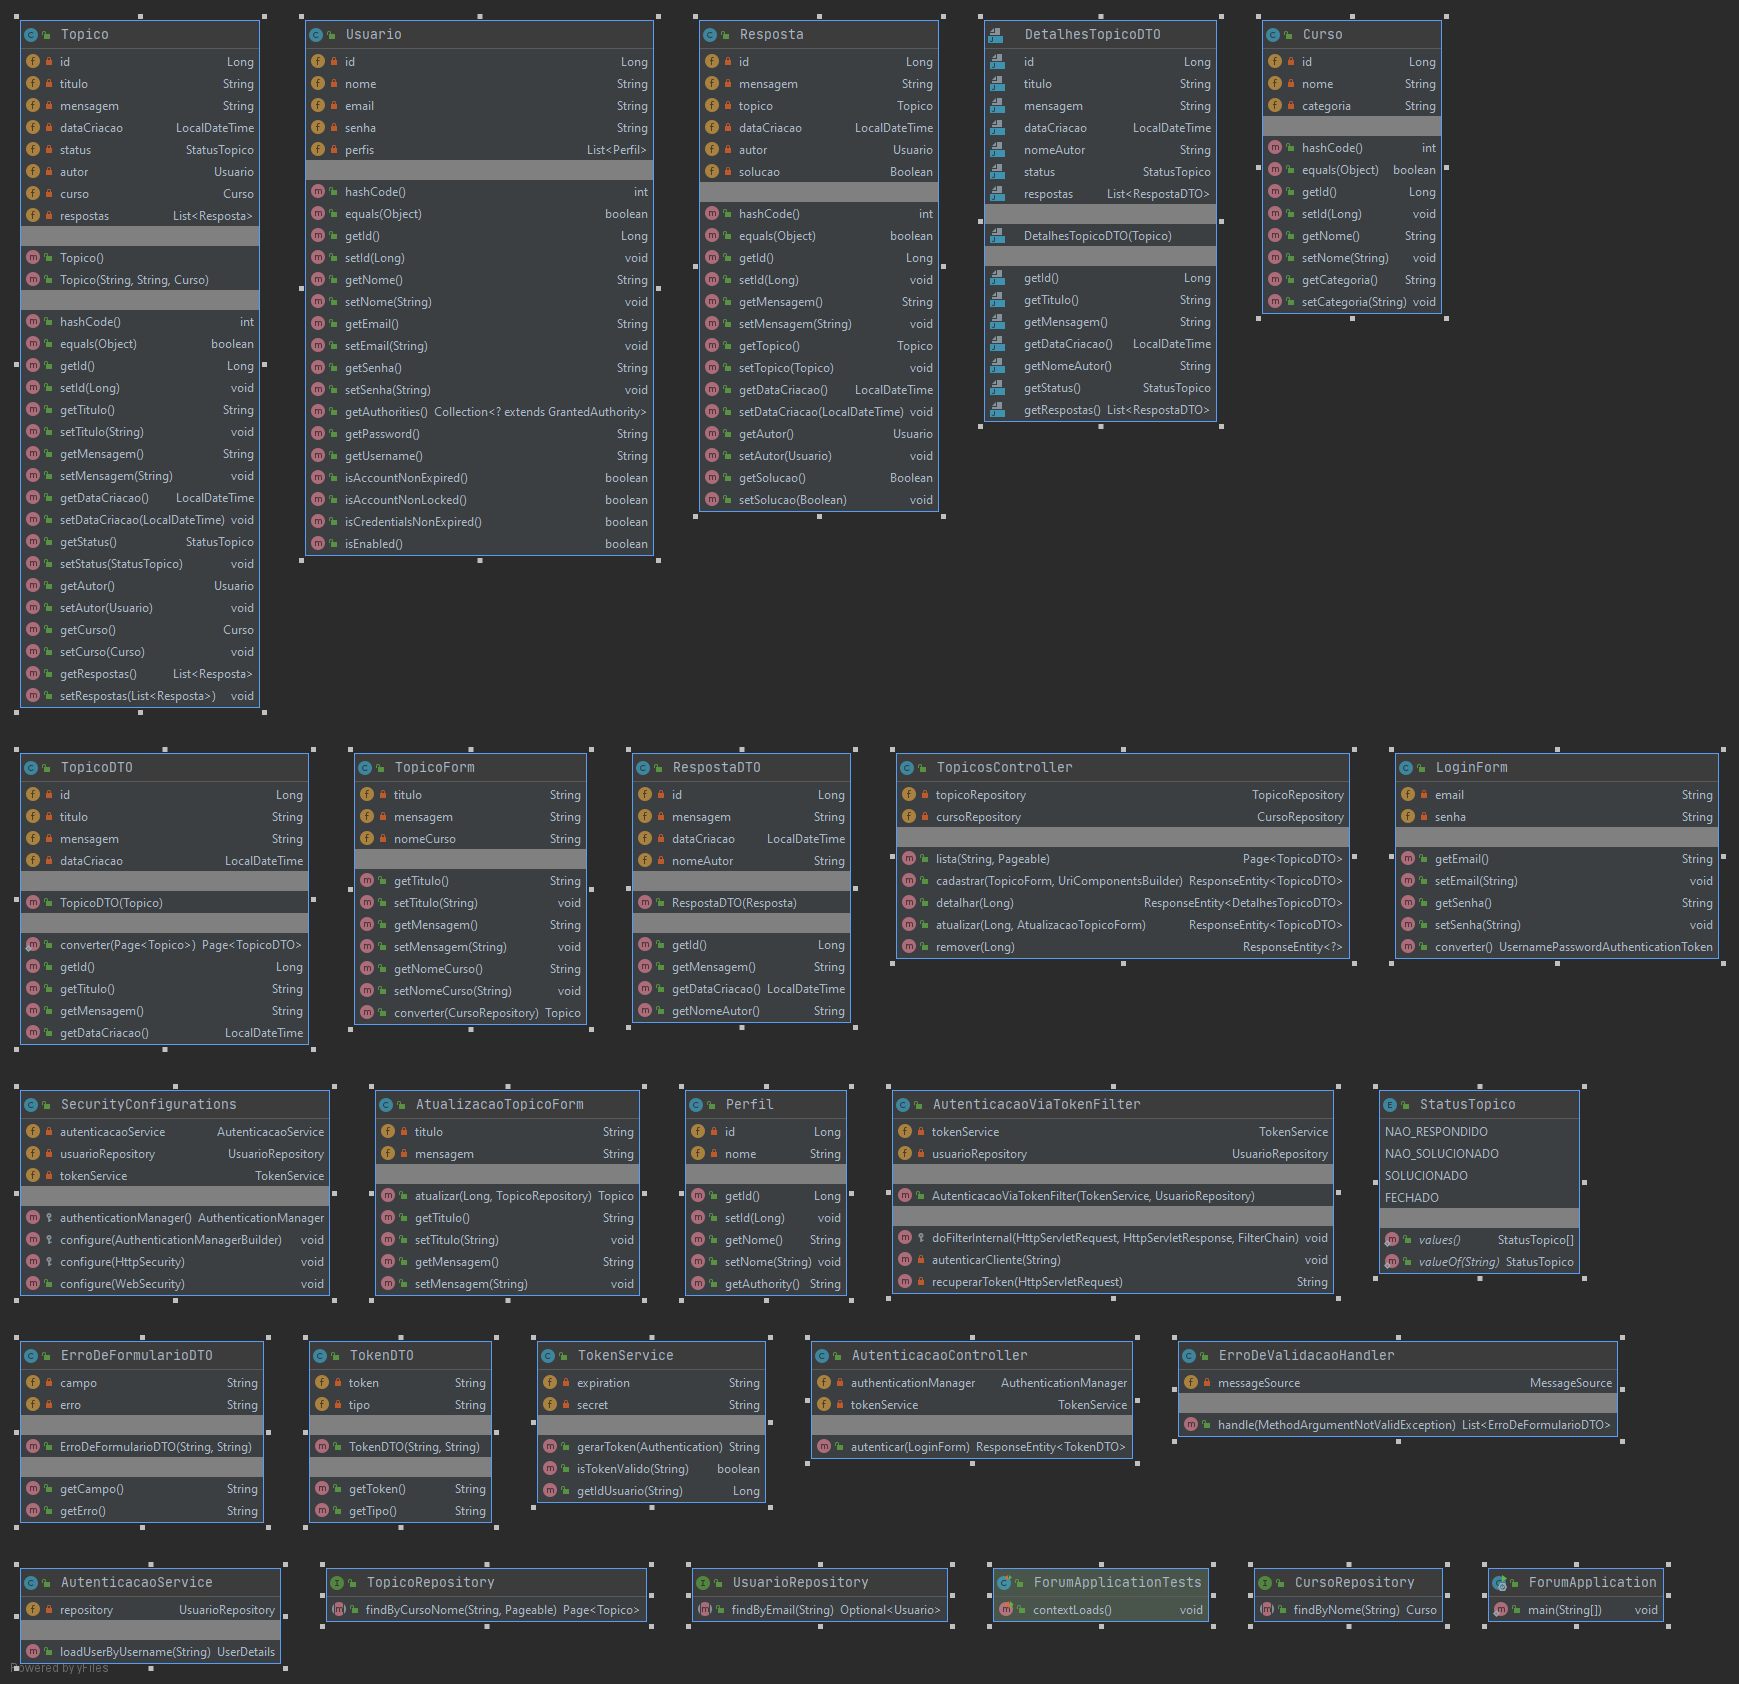 Topico
id Long
titulo String
mensagem String
dataCriacao LocalDateTime
status StatusTopico
autor Usuario
curso Curso
respostas List<Resposta>
Topico()
Topico(String, String, Curso)
hashCode() int
equals(Object) boolean
getId() Long
setId(Long) void
getTitulo() String
setTitulo(String) void
getMensagem() String
setMensagem(String) void
getDataCriacao() LocalDateTime
setDataCriacao(LocalDateTime) void
getStatus() StatusTopico
setStatus(StatusTopico) void
getAutor() Usuario
setAutor(Usuario) void
getCurso() Curso
setCurso(Curso) void
getRespostas() List<Resposta>
setRespostas(List<Resposta>) void
Usuario
id Long
nome String
email String
senha String
perfis List<Perfil>
hashCode() int
equals(Object) boolean
getId() Long
setId(Long) void
getNome() String
setNome(String) void
getEmail() String
setEmail(String) void
getSenha() String
setSenha(String) void
getAuthorities() Collection<? extends GrantedAuthority>
getPassword() String
getUsername() String
isAccountNonExpired() boolean
isAccountNonLocked() boolean
isCredentialsNonExpired() boolean
isEnabled() boolean
Resposta
id Long
mensagem String
topico Topico
dataCriacao LocalDateTime
autor Usuario
solucao Boolean
hashCode() int
equals(Object) boolean
getId() Long
setId(Long) void
getMensagem() String
setMensagem(String) void
getTopico() Topico
setTopico(Topico) void
getDataCriacao() LocalDateTime
setDataCriacao(LocalDateTime) void
getAutor() Usuario
setAutor(Usuario) void
getSolucao() Boolean
setSolucao(Boolean) void
DetalhesTopicoDTO
id Long
titulo String
mensagem String
dataCriacao LocalDateTime
nomeAutor String
status StatusTopico
respostas List<RespostaDTO>
DetalhesTopicoDTO(Topico)
getId() Long
getTitulo() String
getMensagem() String
getDataCriacao() LocalDateTime
getNomeAutor() String
getStatus() StatusTopico
getRespostas() List<RespostaDTO>
Curso
id Long
nome String
categoria String
hashCode() int
equals(Object) boolean
getId() Long
setId(Long) void
getNome() String
setNome(String) void
getCategoria() String
setCategoria(String) void
TopicoDTO
id Long
titulo String
mensagem String
dataCriacao LocalDateTime
TopicoDTO(Topico)
converter(Page<Topico>) Page<TopicoDTO>
getId() Long
getTitulo() String
getMensagem() String
getDataCriacao() LocalDateTime
TopicoForm
titulo String
mensagem String
nomeCurso String
getTitulo() String
setTitulo(String) void
getMensagem() String
setMensagem(String) void
getNomeCurso() String
setNomeCurso(String) void
converter(CursoRepository) Topico
RespostaDTO
id Long
mensagem String
dataCriacao LocalDateTime
nomeAutor String
RespostaDTO(Resposta)
getId() Long
getMensagem() String
getDataCriacao() LocalDateTime
getNomeAutor() String
TopicosController
topicoRepository TopicoRepository
cursoRepository CursoRepository
lista(String, Pageable) Page<TopicoDTO>
cadastrar(TopicoForm, UriComponentsBuilder) ResponseEntity<TopicoDTO>
detalhar(Long) ResponseEntity<DetalhesTopicoDTO>
atualizar(Long, AtualizacaoTopicoForm) ResponseEntity<TopicoDTO>
remover(Long) ResponseEntity<?>
LoginForm
email String
senha String
getEmail() String
setEmail(String) void
getSenha() String
setSenha(String) void
converter() UsernamePasswordAuthenticationToken
SecurityConfigurations
autenticacaoService AutenticacaoService
usuarioRepository UsuarioRepository
tokenService TokenService
authenticationManager() AuthenticationManager
configure(AuthenticationManagerBuilder) void
configure(HttpSecurity) void
configure(WebSecurity) void
AtualizacaoTopicoForm
titulo String
mensagem String
atualizar(Long, TopicoRepository) Topico
getTitulo() String
setTitulo(String) void
getMensagem() String
setMensagem(String) void
Perfil
id Long
nome String
getId() Long
setId(Long) void
getNome() String
setNome(String) void
getAuthority() String
AutenticacaoViaTokenFilter
tokenService TokenService
usuarioRepository UsuarioRepository
AutenticacaoViaTokenFilter(TokenService, UsuarioRepository)
doFilterInternal(HttpServletRequest, HttpServletResponse, FilterChain) void
autenticarCliente(String) void
recuperarToken(HttpServletRequest) String
StatusTopico
NAO_RESPONDIDO
NAO_SOLUCIONADO
SOLUCIONADO
FECHADO
values() StatusTopico[]
valueOf(String) StatusTopico
ErroDeFormularioDTO
campo String
erro String
ErroDeFormularioDTO(String, String)
getCampo() String
getErro() String
TokenDTO
token String
tipo String
TokenDTO(String, String)
getToken() String
getTipo() String
TokenService
expiration String
secret String
gerarToken(Authentication) String
isTokenValido(String) boolean
getIdUsuario(String) Long
AutenticacaoController
authenticationManager AuthenticationManager
tokenService TokenService
autenticar(LoginForm) ResponseEntity<TokenDTO>
ErroDeValidacaoHandler
messageSource MessageSource
handle(MethodArgumentNotValidException) List<ErroDeFormularioDTO>
AutenticacaoService
repository UsuarioRepository
loadUserByUsername(String) UserDetails
TopicoRepository
findByCursoNome(String, Pageable) Page<Topico>
UsuarioRepository
findByEmail(String) Optional<Usuario>
ForumApplicationTests
contextLoads() void
CursoRepository
findByNome(String) Curso
ForumApplication
main(String[]) void
Powered by yFiles